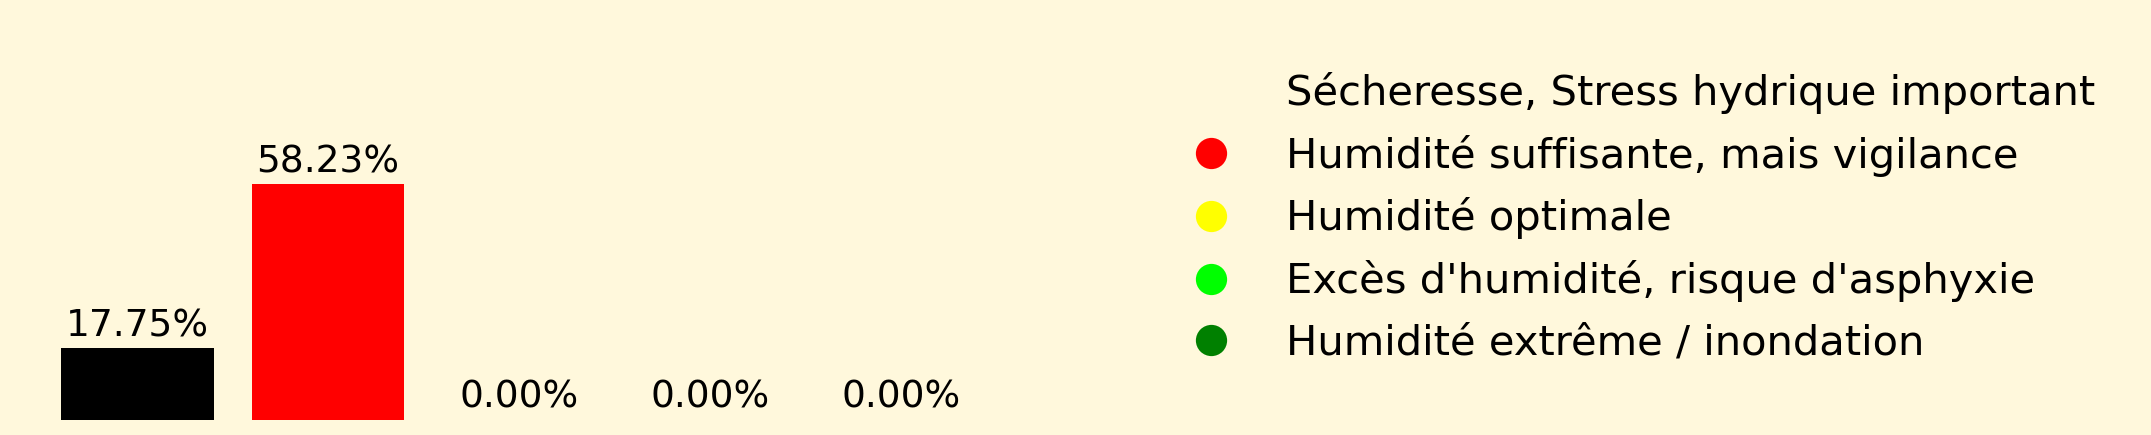 58.23%
17.75%
0.00%
0.00%
0.00%
Sécheresse, Stress hydrique important
Humidité suffisante, mais vigilance
Humidité optimale
Excès d'humidité, risque d'asphyxie
Humidité extrême / inondation